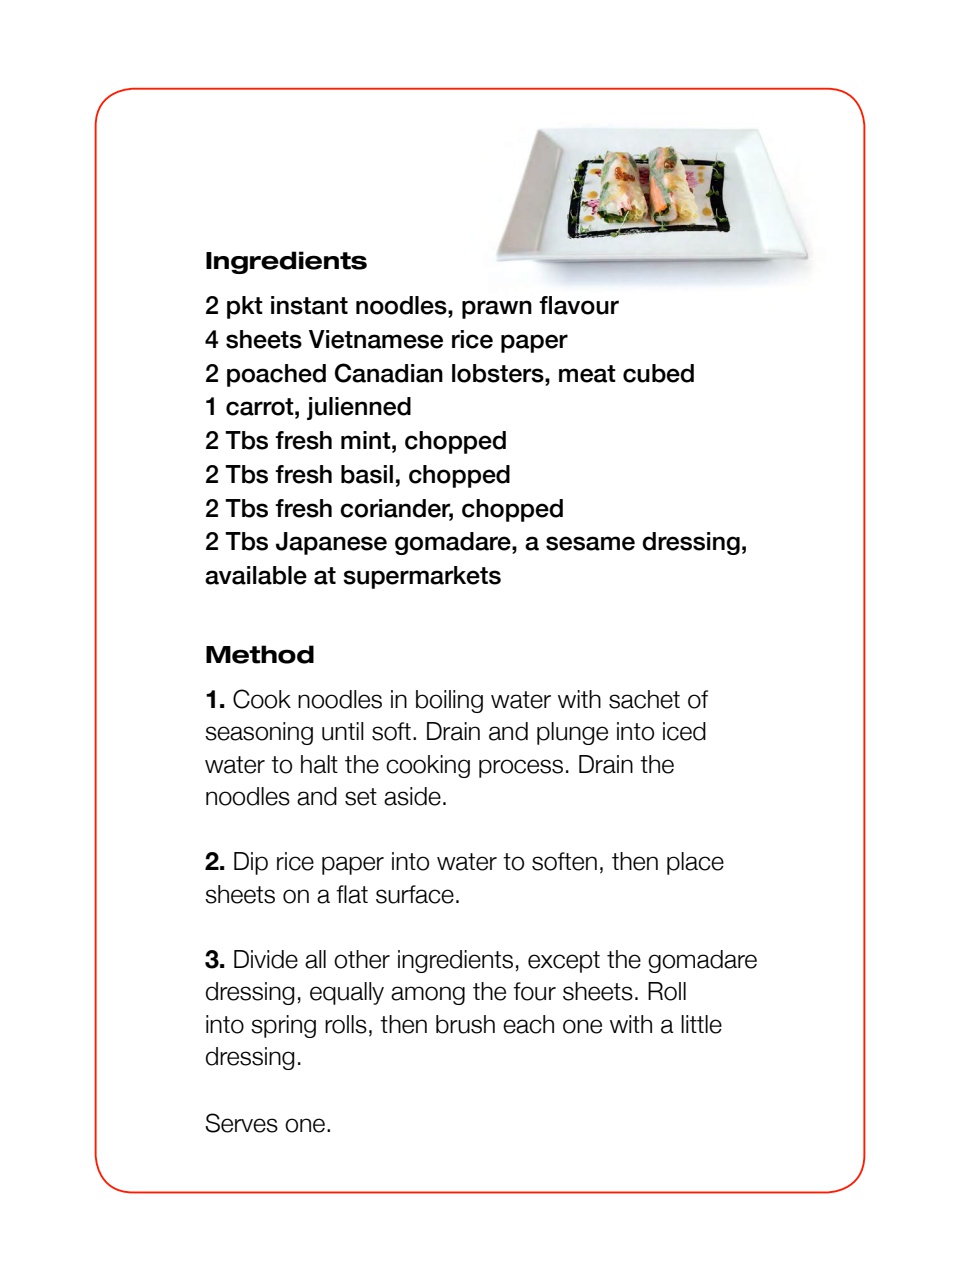 Ingredients
2 pkt instant noodles, prawn flavour
4 sheets Vietnamese rice paper
2 poached Canadian lobsters, meat cubed
1 carrot, julienned
2 Tbs fresh mint, chopped
2 Tbs fresh basil, chopped
2 Tbs fresh coriander, chopped
2 Tbs Japanese gomadare, a sesame dressing,
available at supermarkets
Method
1. Cook noodles in boiling water with sachet of
seasoning until soft. Drain and plunge into iced
water to halt the cooking process. Drain the
noodles and set aside.
2. Dip rice paper into water to soften, then place
sheets on a flat surface.
3. Divide all other ingredients, except the gomadare
dressing, equally among the four sheets. Roll
into spring rolls, then brush each one with a little
dressing.
Serves one.